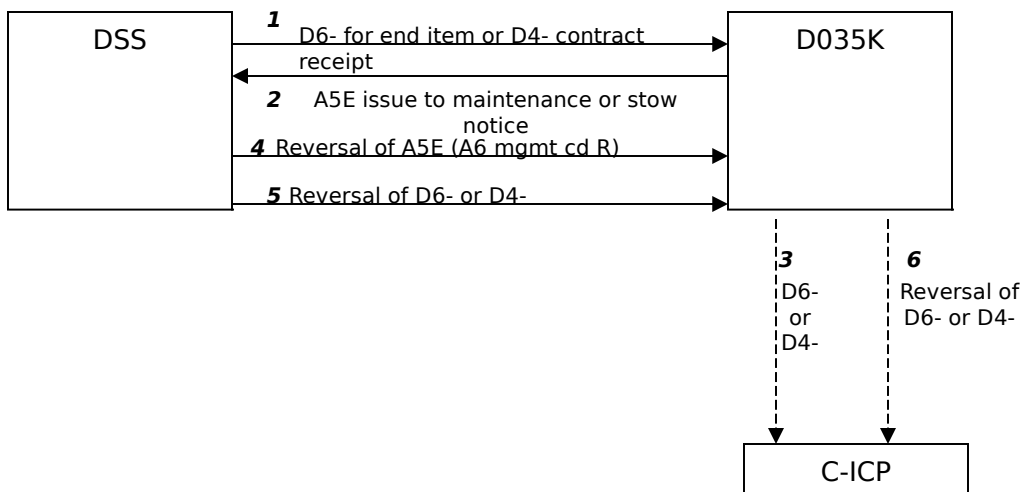 DSS
1
D6- for end item or D4- contract
receipt
D035K
2 A5E issue to maintenance or stow
notice
4 Reversal of A5E (A6 mgmt cd R)
5 Reversal of D6- or D4-
3
D6-
or
D4-
6
Reversal of
D6- or D4-
C-ICP